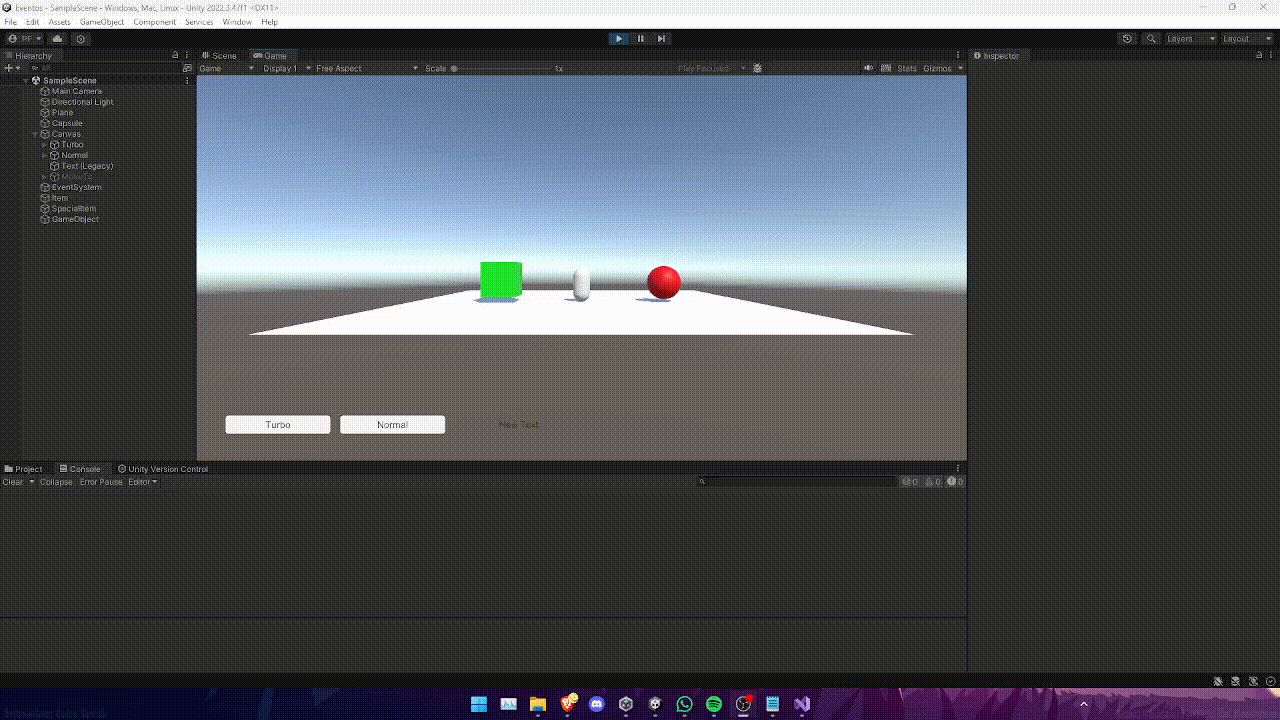 Eventos - SampleScene - Windows, Mac, Linux - Unity 2022.3.47f1 <DX11>
File Edit Assets GameObject Component Services Window Help
RF Layers Layout
Hierarchy Scene Game Inspector
All Game Display 1 Free Aspect Scale 1x Play Focused Stats Gizmos
SampleScene
Main Camera
Directional Light
Plane
Capsule
Canvas
Turbo
Normal
Text (Legacy)
EventSystem
Item
SpecialItem
GameObject
Turbo Normal New Text
Project Console Unity Version Control
Clear Collapse Error Pause Editor 0 0 0